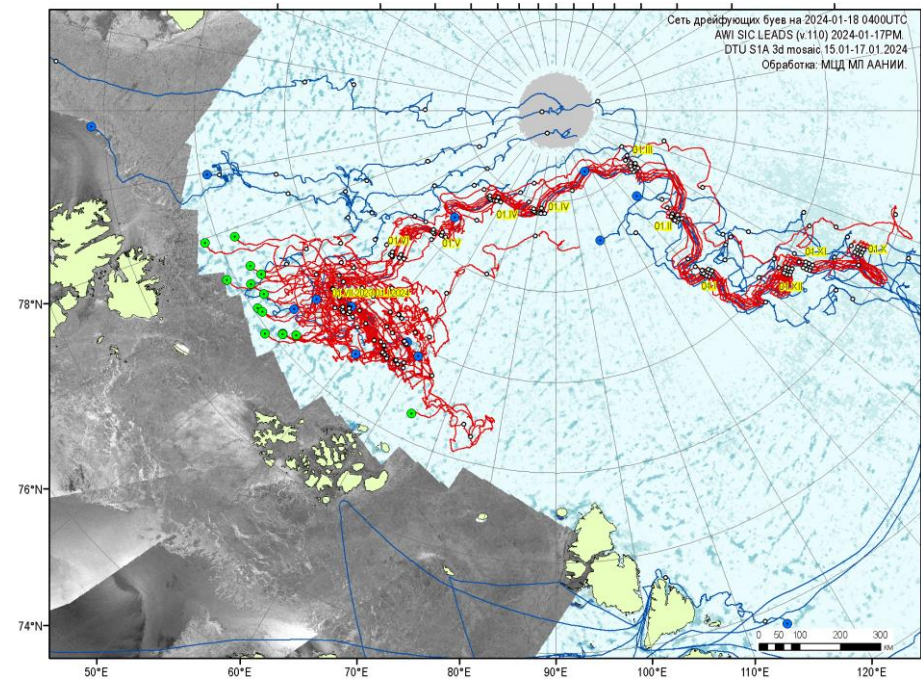 Сеть дрейфующих буев на 2024-01-18 0400UTC
AWI SIC LEADS (v.110) 2024-01-17PM.
DTU S1A 3d mosaic 15.01-17.01.2024
Обработка: МЦД МЛ ААНИИ.
01.III
01.IV
01.IV
01.VI
01.V
01.II
01.XI
01.X
01.XII
78°N
76°N
74°N
0 50 100 200 300
КМ
50°E 60°E 70°E 80°E 90°E 100°E 110°E 120°E